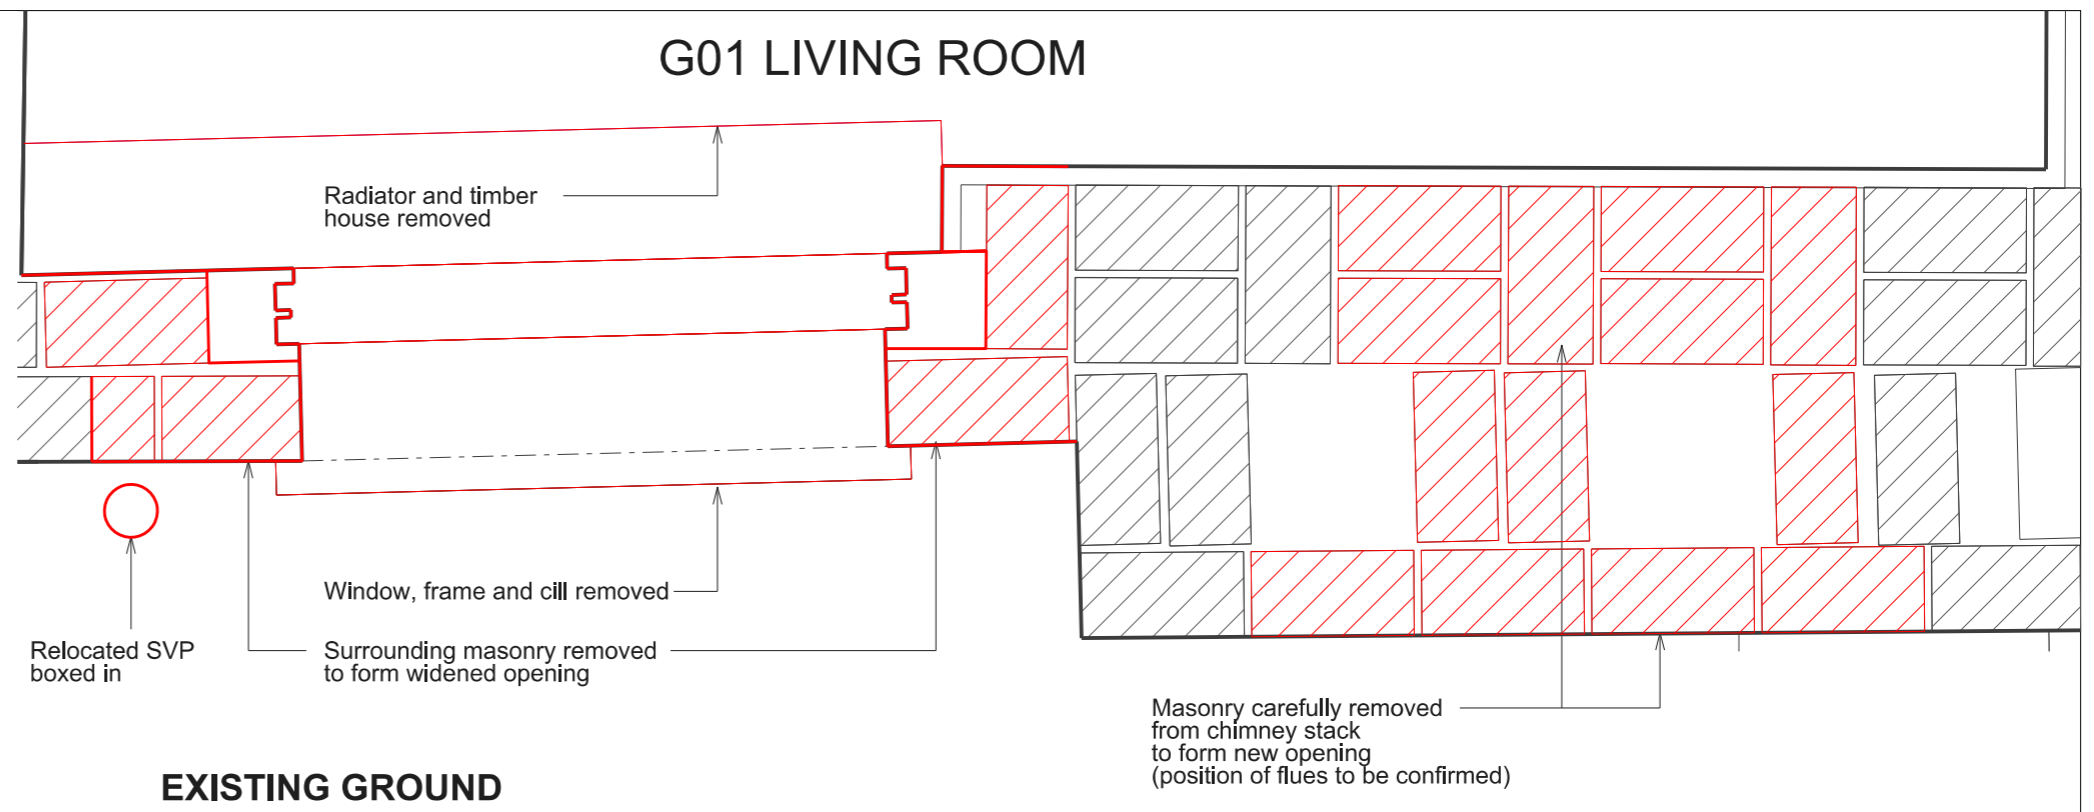 G01 LIVING ROOM
Radiator and timber
house removed
Window, frame and cill removed
Relocated SVP
boxed in
Surrounding masonry removed
to form widened opening
Masonry carefully removed
from chimney stack
to form new opening
(position of flues to be confirmed)
EXISTING GROUND